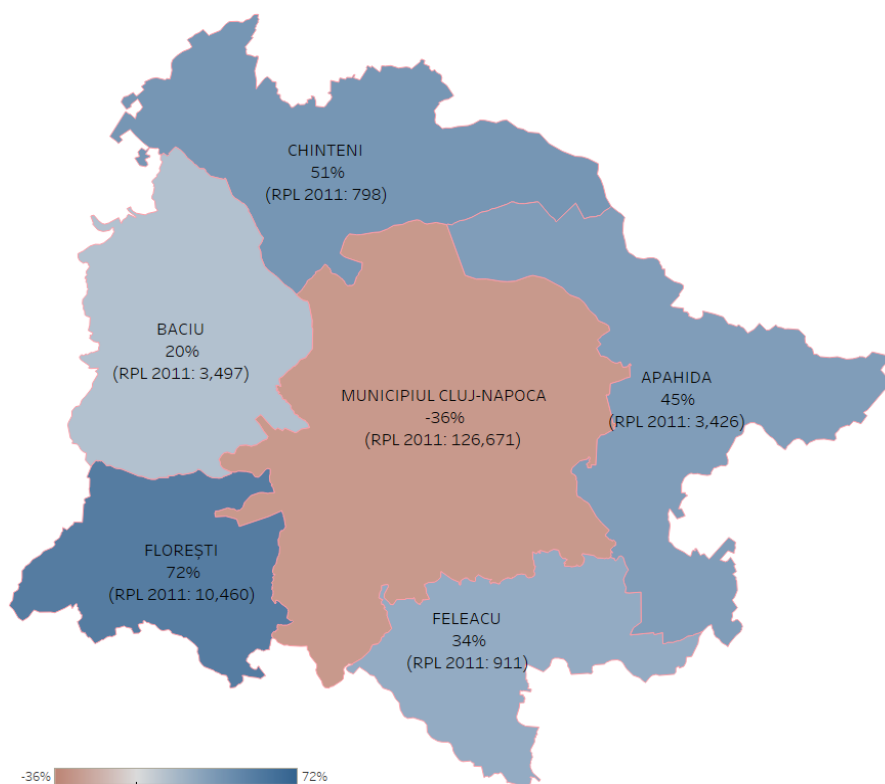 CHINTENI
51%
(RPL 2011: 798)
BACIU
20%
(RPL 2011: 3,497)
MUNICIPIUL CLUJ-NAPOCA
-36%
(RPL 2011: 126,671)
APAHIDA
45%
(RPL 2011: 3,426)
FLOREȘTI
72%
(RPL 2011: 10,460)
FELEACU
34%
(RPL 2011: 911)
-36% 72%